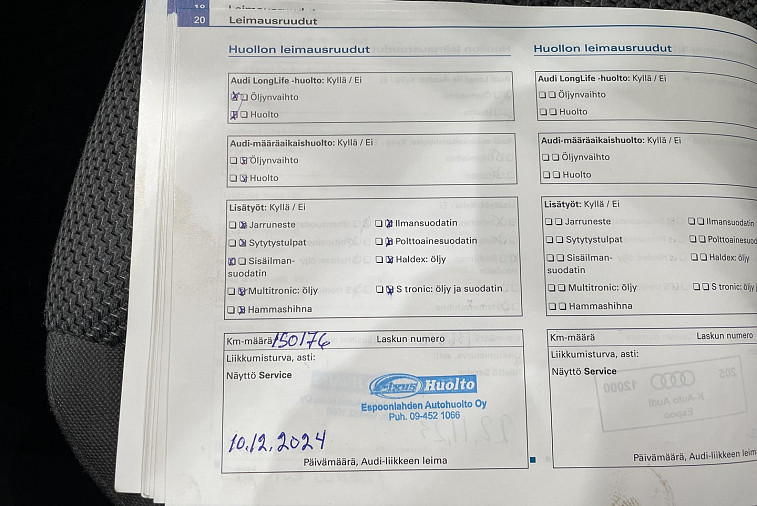 20 Leimausruudut
Huollon leimausruudut
Audi LongLife -huolto: Kyllä / Ei
Öljynvaihto
Huolto
Audi-määräaikaishuolto: Kyllä / Ei
Öljynvaihto
Huolto
Lisätyöt: Kyllä / Ei
Jarruneste
Ilmansuodatin
Sytytystulpat
Polttoainesuodatin
Sisäilman-
suodatin
Haldex: öljy
Multitronic: öljy
S tronic: öljy ja suodatin
Hammashihna
Km-määrä 150176
Laskun numero
Liikkumisturva, asti:
Näyttö Service
Fixus Huolto
Espoonlahden Autohuolto Oy
Puh. 09-452 1066
10.12.2024
Päivämäärä, Audi-liikkeen leima
Huollon leimausruudut
Audi LongLife -huolto: Kyllä / Ei
Öljynvaihto
Huolto
Audi-määräaikaishuolto: Kyllä / Ei
Öljynvaihto
Huolto
Lisätyöt: Kyllä / Ei
Jarruneste
Ilmansuodatin
Sytytystulpat
Polttoainesuod
Sisäilman-
suodatin
Haldex: öljy
Multitronic: öljy
S tronic: öljy j
Hammashihna
Km-määrä
Laskun numero
Liikkumisturva, asti:
Näyttö Service
Päivämäärä, Audi-liikkeen leim